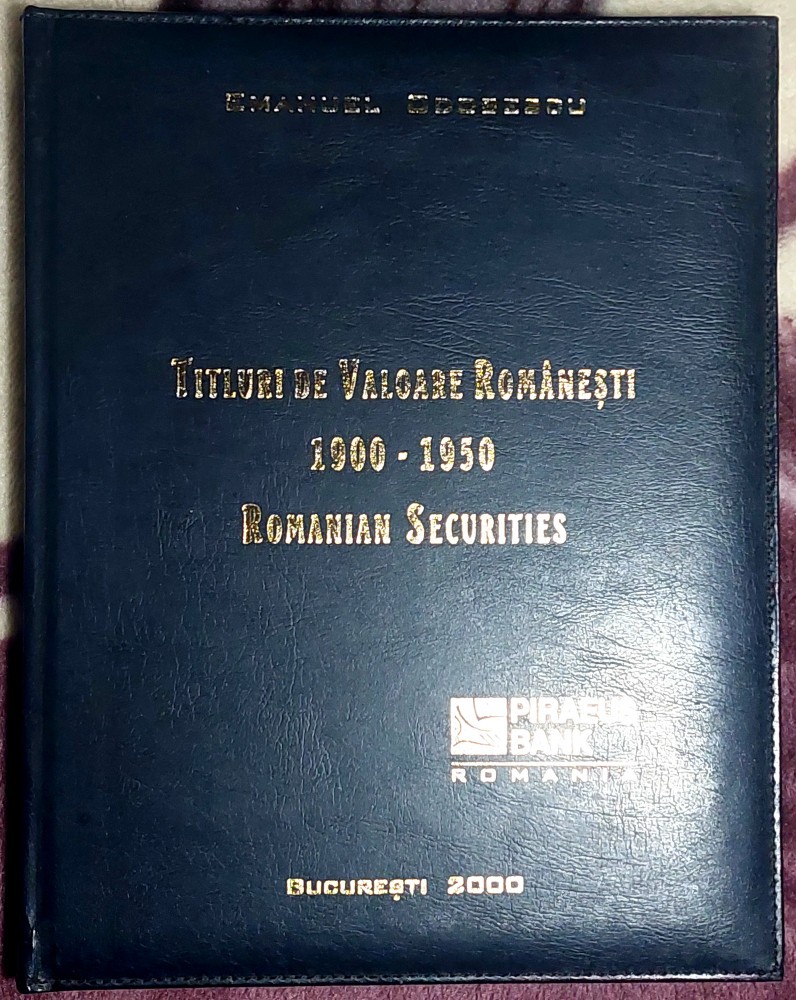 EMANUEL ODOBESCU
TITLURI DE VALOARE ROMÂNEȘTI
1900 - 1950
ROMANIAN SECURITIES
PIRAEUS
BANK
ROMANIA
BUCUREȘTI 2000